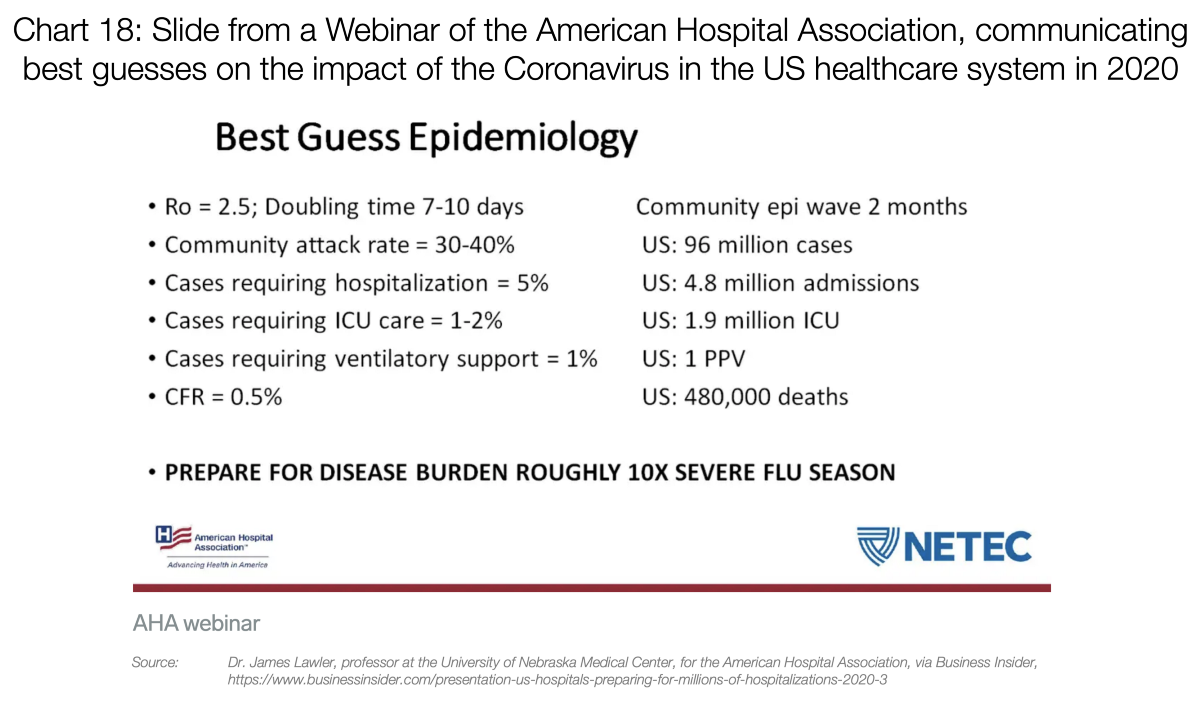 Chart 18: Slide from a Webinar of the American Hospital Association, communicating
best guesses on the impact of the Coronavirus in the US healthcare system in 2020
Best Guess Epidemiology
• Ro = 2.5; Doubling time 7-10 days Community epi wave 2 months
• Community attack rate = 30-40% US: 96 million cases
• Cases requiring hospitalization = 5% US: 4.8 million admissions
• Cases requiring ICU care = 1-2% US: 1.9 million ICU
• Cases requiring ventilatory support = 1% US: 1 PPV
• CFR = 0.5% US: 480,000 deaths
• PREPARE FOR DISEASE BURDEN ROUGHLY 10X SEVERE FLU SEASON
H American Hospital
Association™
Advancing Health in America
NETEC
AHA webinar
Source: Dr. James Lawler, professor at the University of Nebraska Medical Center, for the American Hospital Association, via Business Insider,
https://www.businessinsider.com/presentation-us-hospitals-preparing-for-millions-of-hospitalizations-2020-3